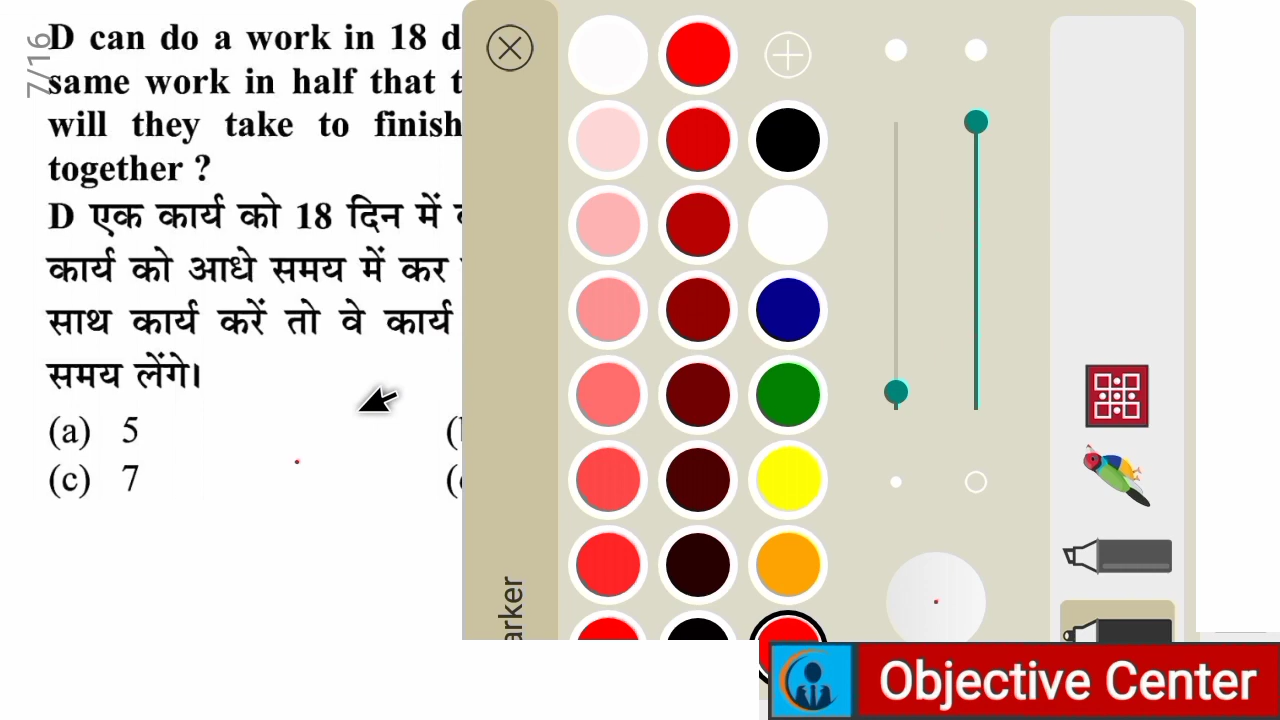 7/16
D can do a work in 18 d
same work in half that t
will they take to finish
together ?
D एक कार्य को 18 दिन में
कार्य को आधे समय में कर
साथ कार्य करें तो वे कार्य
समय लेंगे।
(a) 5
(c) 7
arker
Objective Center